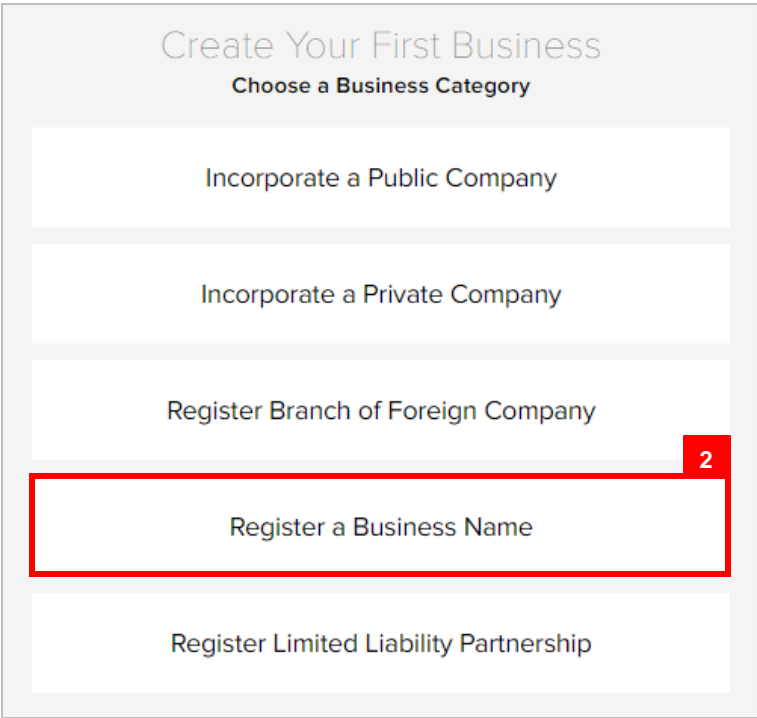 Create Your First Business
Choose a Business Category
Incorporate a Public Company
Incorporate a Private Company
Register Branch of Foreign Company
2
Register a Business Name
Register Limited Liability Partnership